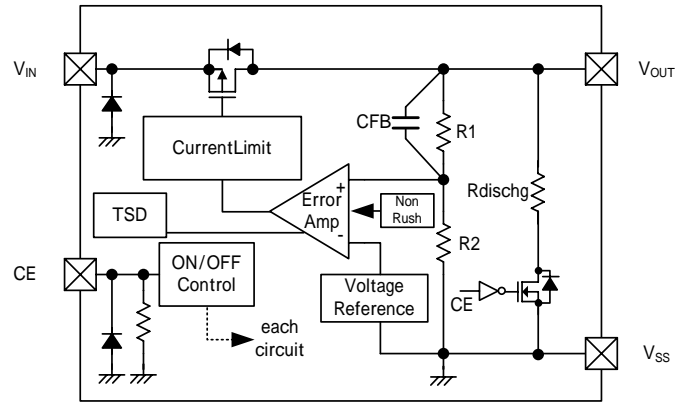 VIN
VOUT
CFB
R1
CurrentLimit
Rdischg
Error
Amp
+
-
Non
Rush
TSD
R2
CE
ON/OFF
Control
Voltage
Reference
CE
each
circuit
VSS